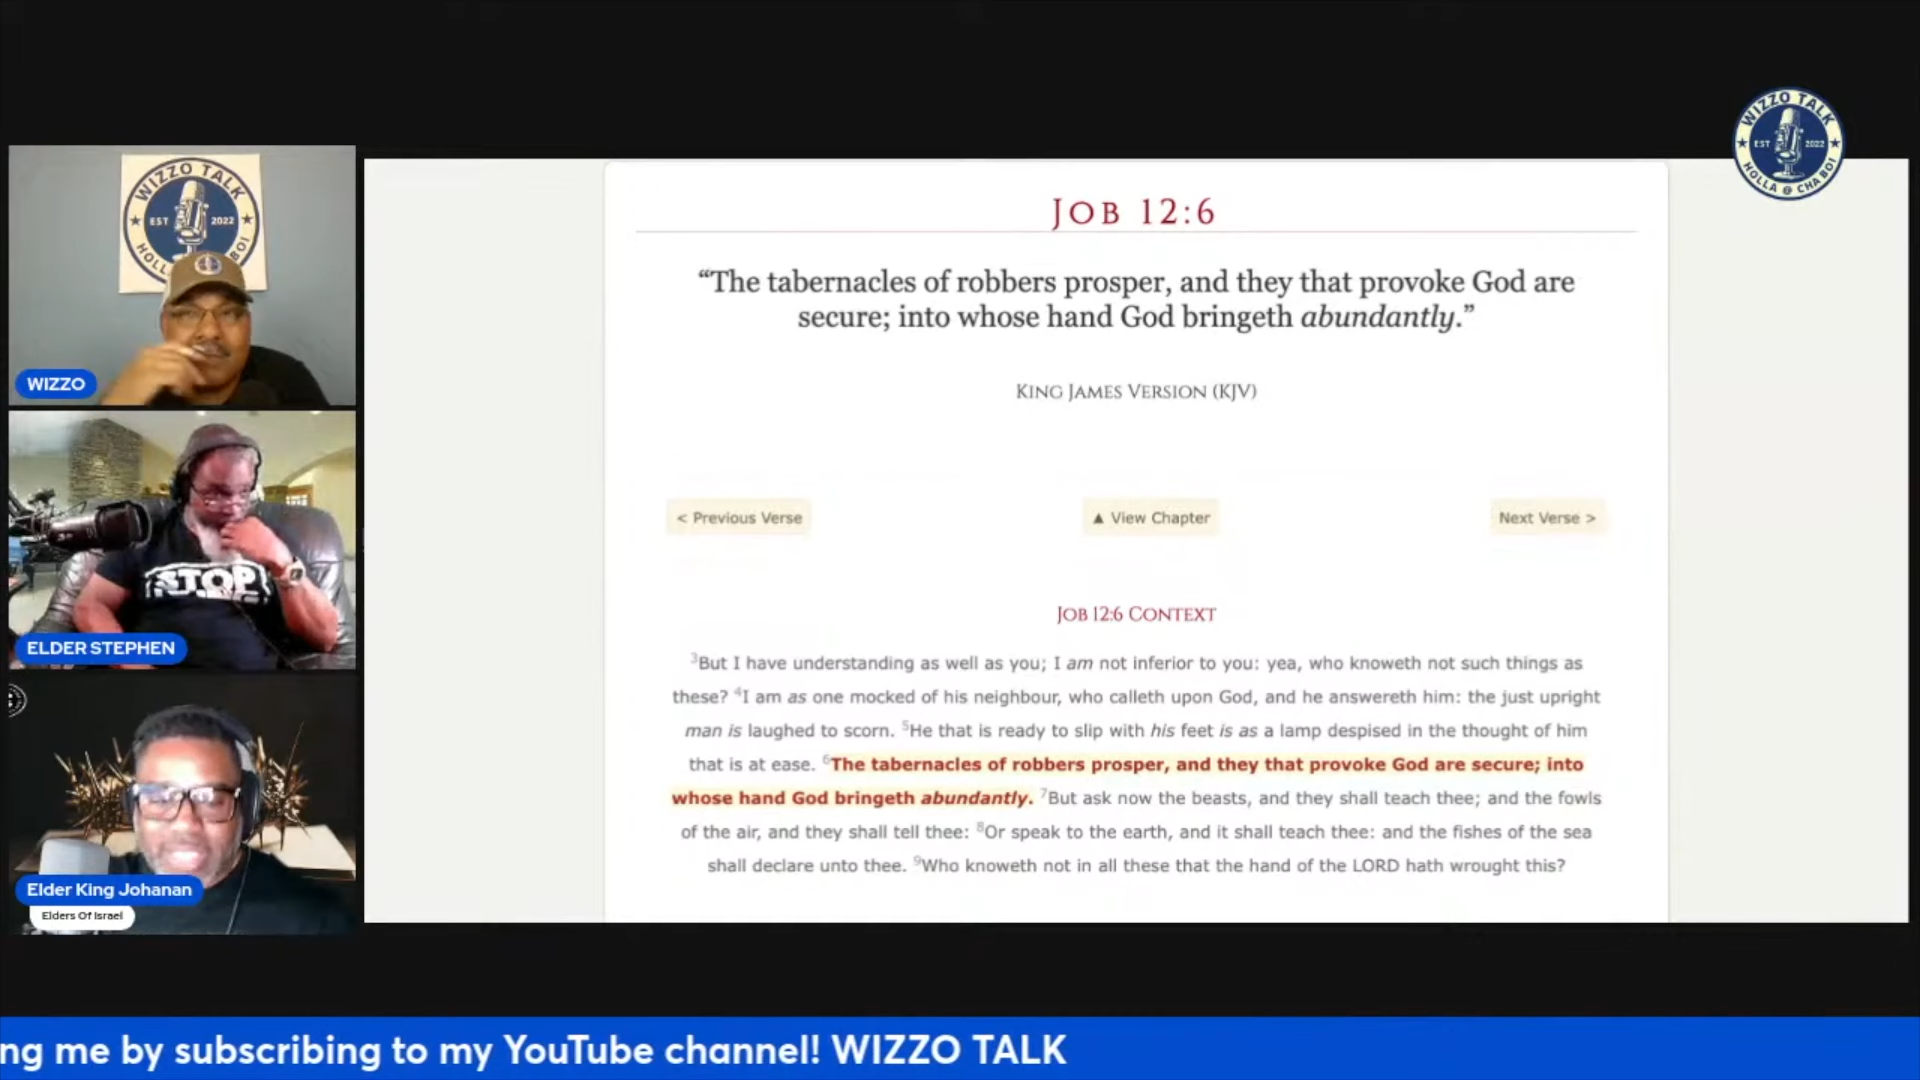 WIZZO TALK
EST 2022
HOLLA @ CHA BOI
WIZZO TALK
EST 2022
HOLLA BOI
WIZZO
STOP
ELDER STEPHEN
Elder King Johanan
Elders Of Israel
JOB 12:6
“The tabernacles of robbers prosper, and they that provoke God are
secure; into whose hand God bringeth abundantly.”
KING JAMES VERSION (KJV)
< Previous Verse
▲ View Chapter
Next Verse >
JOB 12:6 CONTEXT
3But I have understanding as well as you; I am not inferior to you: yea, who knoweth not such things as
these? 4I am as one mocked of his neighbour, who calleth upon God, and he answereth him: the just upright
man is laughed to scorn. 5He that is ready to slip with his feet is as a lamp despised in the thought of him
that is at ease. 6The tabernacles of robbers prosper, and they that provoke God are secure; into
whose hand God bringeth abundantly. 7But ask now the beasts, and they shall teach thee; and the fowls
of the air, and they shall tell thee: 8Or speak to the earth, and it shall teach thee: and the fishes of the sea
shall declare unto thee. 9Who knoweth not in all these that the hand of the LORD hath wrought this?
ng me by subscribing to my YouTube channel! WIZZO TALK